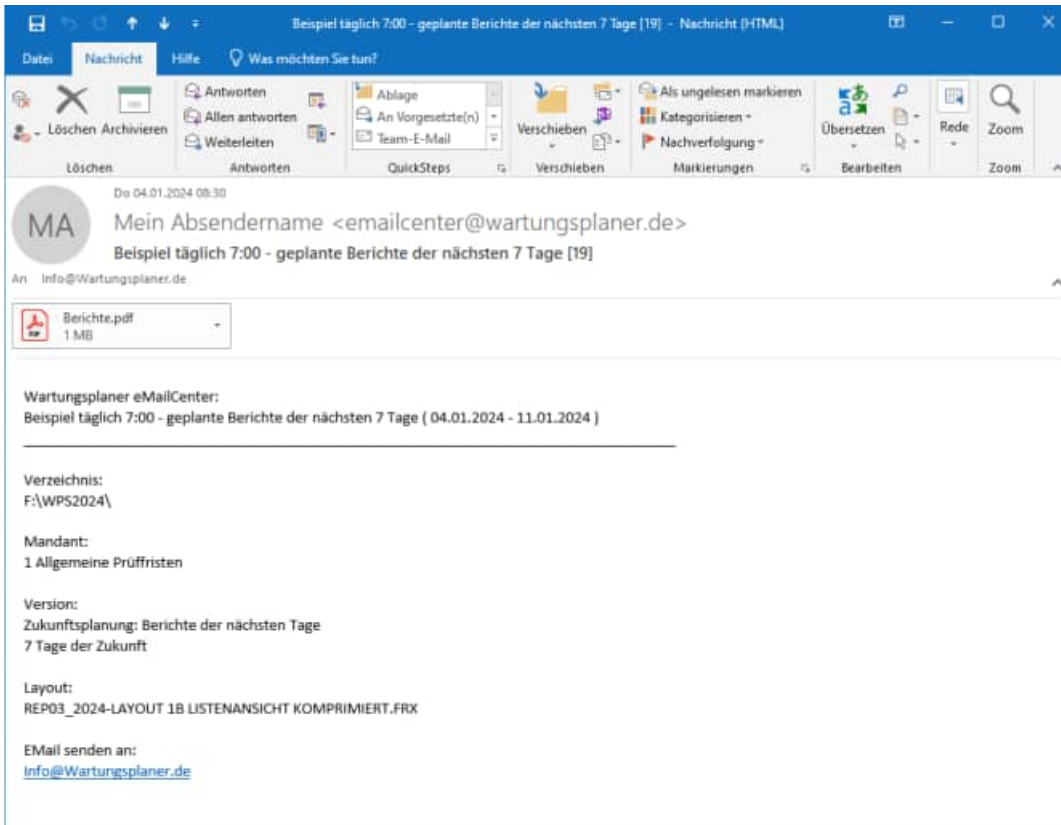 Beispiel täglich 7:00 - geplante Berichte der nächsten 7 Tage [19] - Nachricht (HTML)
Datei Nachricht Hilfe Was möchten Sie tun?
Löschen Archivieren
Antworten
Allen antworten
Weiterleiten
Ablage
An Vorgesetzte(n)
Team-E-Mail
Verschieben
Als ungelesen markieren
Kategorisieren
Nachverfolgung
Übersetzen
Rede
Zoom
Löschen Antworten QuickSteps Verschieben Markierungen Bearbeiten Zoom
Do 04.01.2024 08:30
MA
Mein Absendername <emailcenter@wartungsplaner.de>
Beispiel täglich 7:00 - geplante Berichte der nächsten 7 Tage [19]
An Info@Wartungsplaner.de
Berichte.pdf
1 MB
Wartungsplaner eMailCenter:
Beispiel täglich 7:00 - geplante Berichte der nächsten 7 Tage ( 04.01.2024 - 11.01.2024 )
Verzeichnis:
F:\WPS2024\
Mandant:
1 Allgemeine Prüffristen
Version:
Zukunftsplanung: Berichte der nächsten Tage
7 Tage der Zukunft
Layout:
REP03_2024-LAYOUT 1B LISTENANSICHT KOMPRIMIERT.FRX
EMail senden an:
Info@Wartungsplaner.de